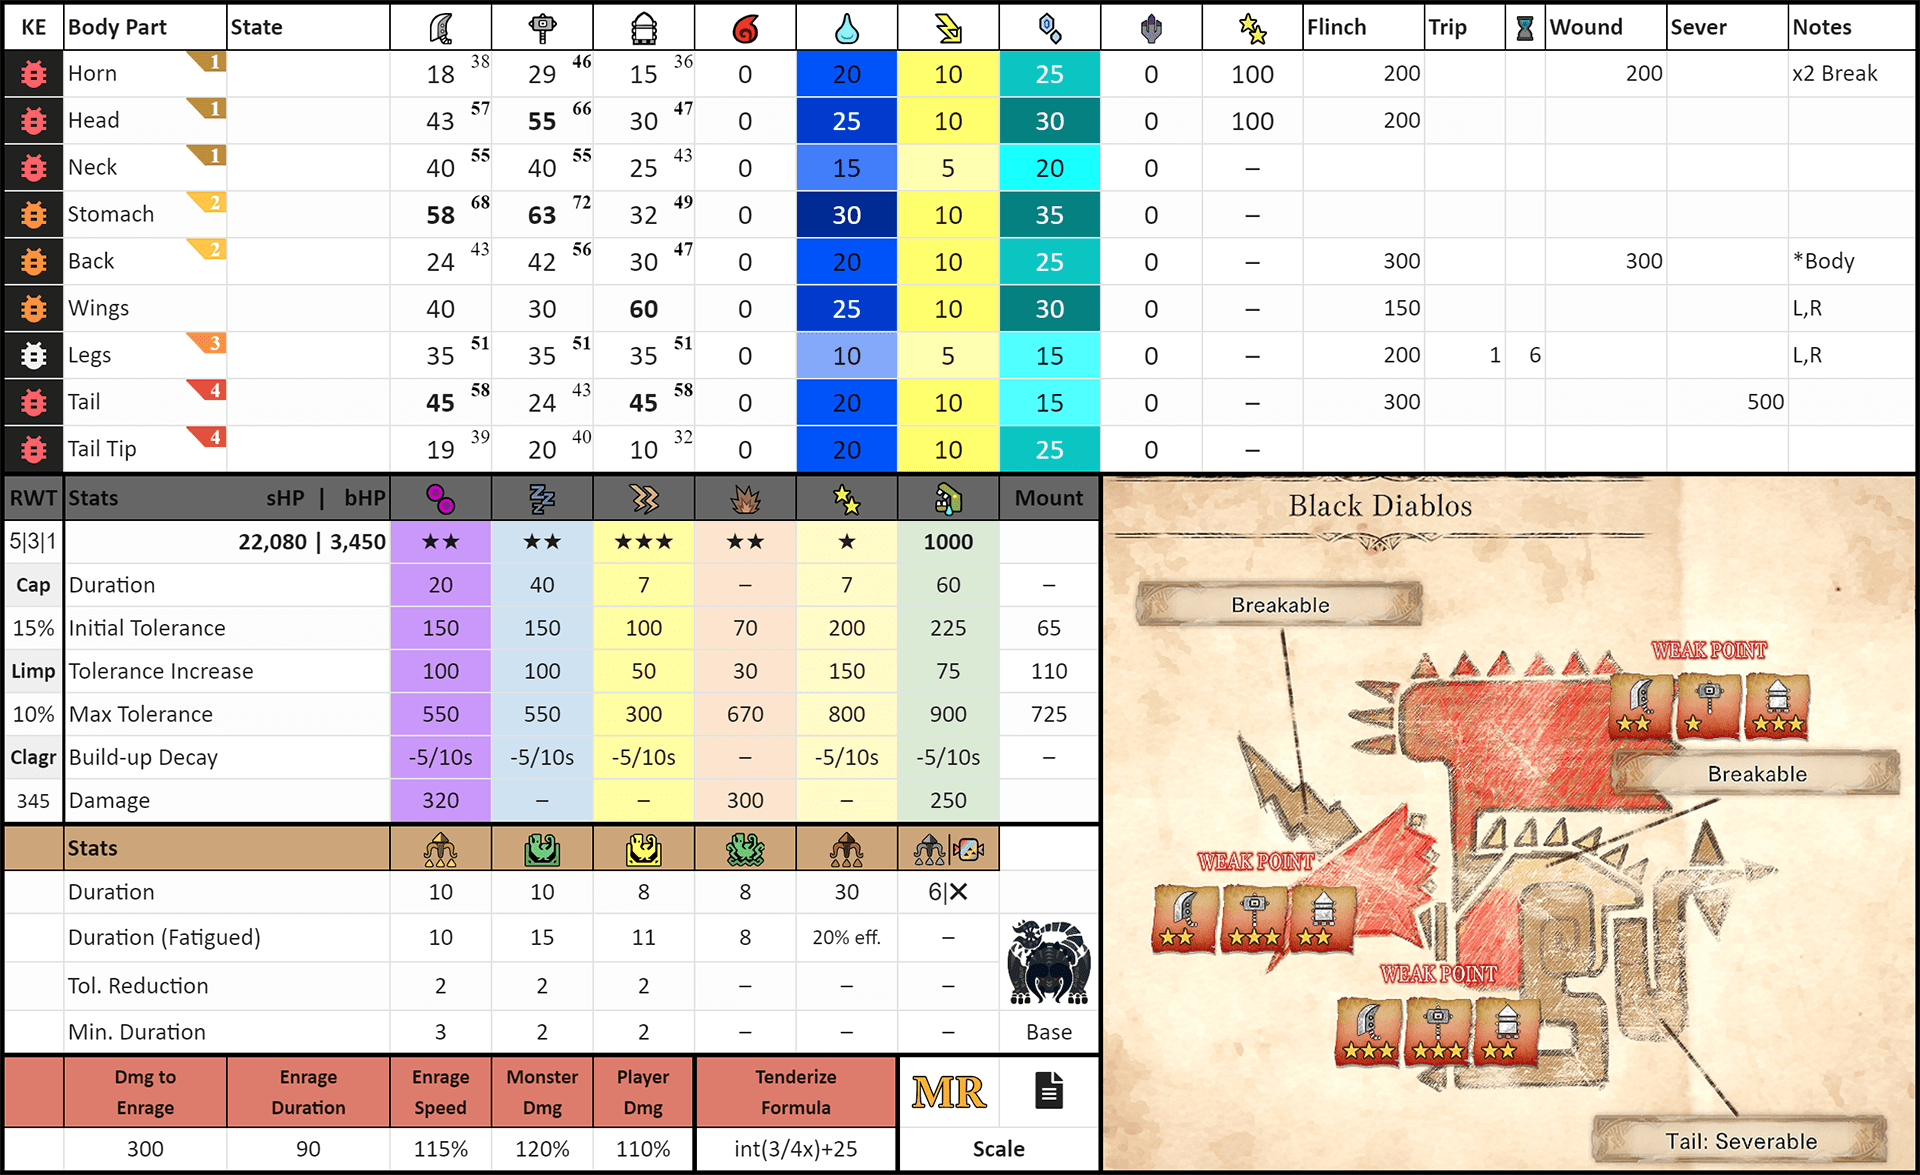 KE Body Part State Flinch Trip Wound Sever Notes
Horn 1 18 38 29 46 15 36 0 20 10 25 0 100 200 200 x2 Break
Head 1 43 57 55 66 30 47 0 25 10 30 0 100 200
Neck 1 40 55 40 55 25 43 0 15 5 20 0 –
Stomach 2 58 68 63 72 32 49 0 30 10 35 0 –
Back 2 24 43 42 56 30 47 0 20 10 25 0 – 300 300 *Body
Wings 40 30 60 0 25 10 30 0 – 150 L,R
Legs 3 35 51 35 51 35 51 0 10 5 15 0 – 200 1 6 L,R
Tail 4 45 58 24 43 45 58 0 20 10 15 0 – 300 500
Tail Tip 4 19 39 20 40 10 32 0 20 10 25 0 –
RWT Stats sHP | bHP Mount
5|3|1 22,080 | 3,450 ★★ ★★ ★★★ ★★ ★ 1000
Cap Duration 20 40 7 – 7 60 –
15% Initial Tolerance 150 150 100 70 200 225 65
Limp Tolerance Increase 100 100 50 30 150 75 110
10% Max Tolerance 550 550 300 670 800 900 725
Clagr Build-up Decay -5/10s -5/10s -5/10s – -5/10s -5/10s –
345 Damage 320 – – 300 – 250
Stats
Duration 10 10 8 8 30 6|✕
Duration (Fatigued) 10 15 11 8 20% eff. –
Tol. Reduction 2 2 2 – – –
Min. Duration 3 2 2 – – – Base
Dmg to Enrage Enrage Duration Enrage Speed Monster Dmg Player Dmg Tenderize Formula MR
300 90 115% 120% 110% int(3/4x)+25 Scale
Black Diablos
Breakable
WEAK POINT
Breakable
WEAK POINT
WEAK POINT
Tail: Severable